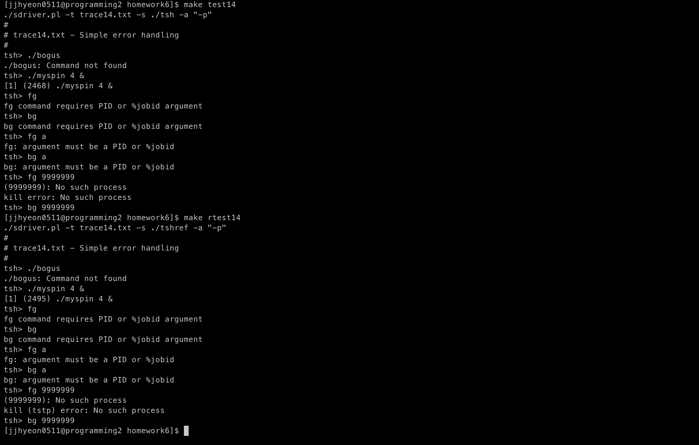 [jjhyeon0511@programming2 homework6]$ make test14
./sdriver.pl -t trace14.txt -s ./tsh -a "-p"
#
# trace14.txt - Simple error handling
#
tsh> ./bogus
./bogus: Command not found
tsh> ./myspin 4 &
[1] (2468) ./myspin 4 &
tsh> fg
fg command requires PID or %jobid argument
tsh> bg
bg command requires PID or %jobid argument
tsh> fg a
fg: argument must be a PID or %jobid
tsh> bg a
bg: argument must be a PID or %jobid
tsh> fg 9999999
(9999999): No such process
kill error: No such process
tsh> bg 9999999
[jjhyeon0511@programming2 homework6]$ make rtest14
./sdriver.pl -t trace14.txt -s ./tshref -a "-p"
#
# trace14.txt - Simple error handling
#
tsh> ./bogus
./bogus: Command not found
tsh> ./myspin 4 &
[1] (2495) ./myspin 4 &
tsh> fg
fg command requires PID or %jobid argument
tsh> bg
bg command requires PID or %jobid argument
tsh> fg a
fg: argument must be a PID or %jobid
tsh> bg a
bg: argument must be a PID or %jobid
tsh> fg 9999999
(9999999): No such process
kill (tstp) error: No such process
tsh> bg 9999999
[jjhyeon0511@programming2 homework6]$